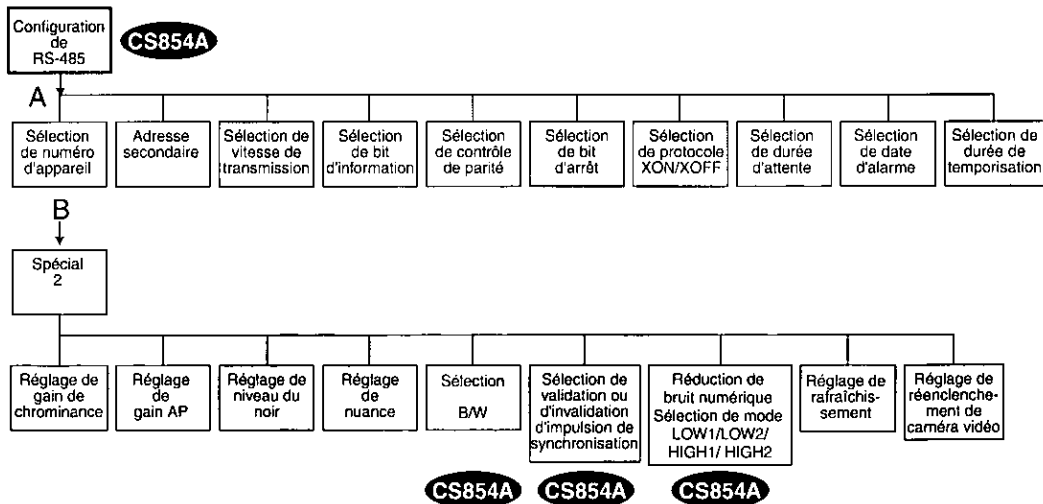 Configuration
de
RS-485
CS854A
A
Sélection
de numéro
d'appareil
Adresse
secondaire
Sélection de
vitesse de
transmission
Sélection
de bit
d'information
Sélection
de contrôle
de parité
Sélection
de bit
d'arrêt
Sélection
de protocole
XON/XOFF
Sélection
de durée
d'attente
Sélection
de date
d'alarme
Sélection de
durée de
temporisation
B
Spécial
2
Réglage de
gain de
chrominance
Réglage
de
gain AP
Réglage de
niveau du
noir
Réglage
de
nuance
Sélection
B/W
Sélection de
validation ou
d'invalidation
d'impulsion de
synchronisation
Réduction de
bruit numérique
Sélection de mode
LOW1/LOW2/
HIGH1/ HIGH2
Réglage de
rafraîchis-
sement
Réglage de
réenclenche-
ment de
caméra vidéo
CS854A
CS854A
CS854A